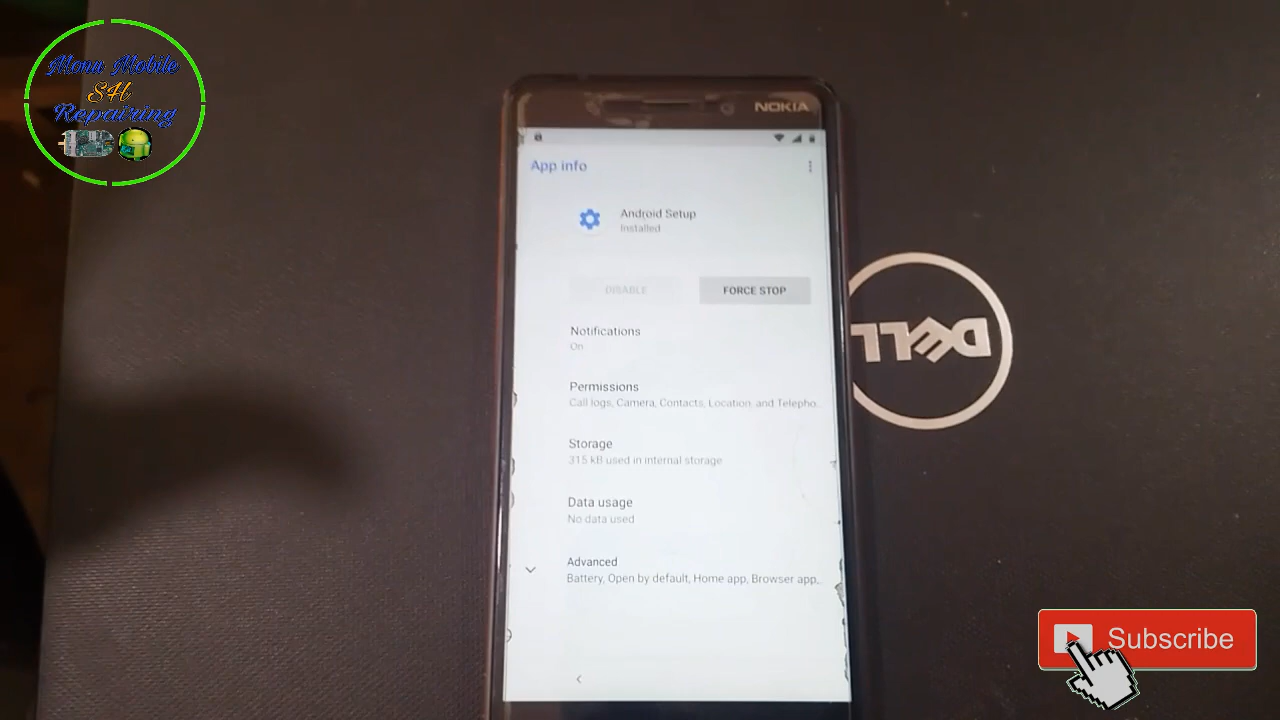 Mona Mobile
S4U
Repairing
NOKIA
App info
Android Setup
Installed
DISABLE
FORCE STOP
Notifications
On
Permissions
Call logs, Camera, Contacts, Location, and Telepho...
Storage
315 kB used in internal storage
Data usage
No data used
Advanced
Battery, Open by default, Home app, Browser app,..
DELL
Subscribe